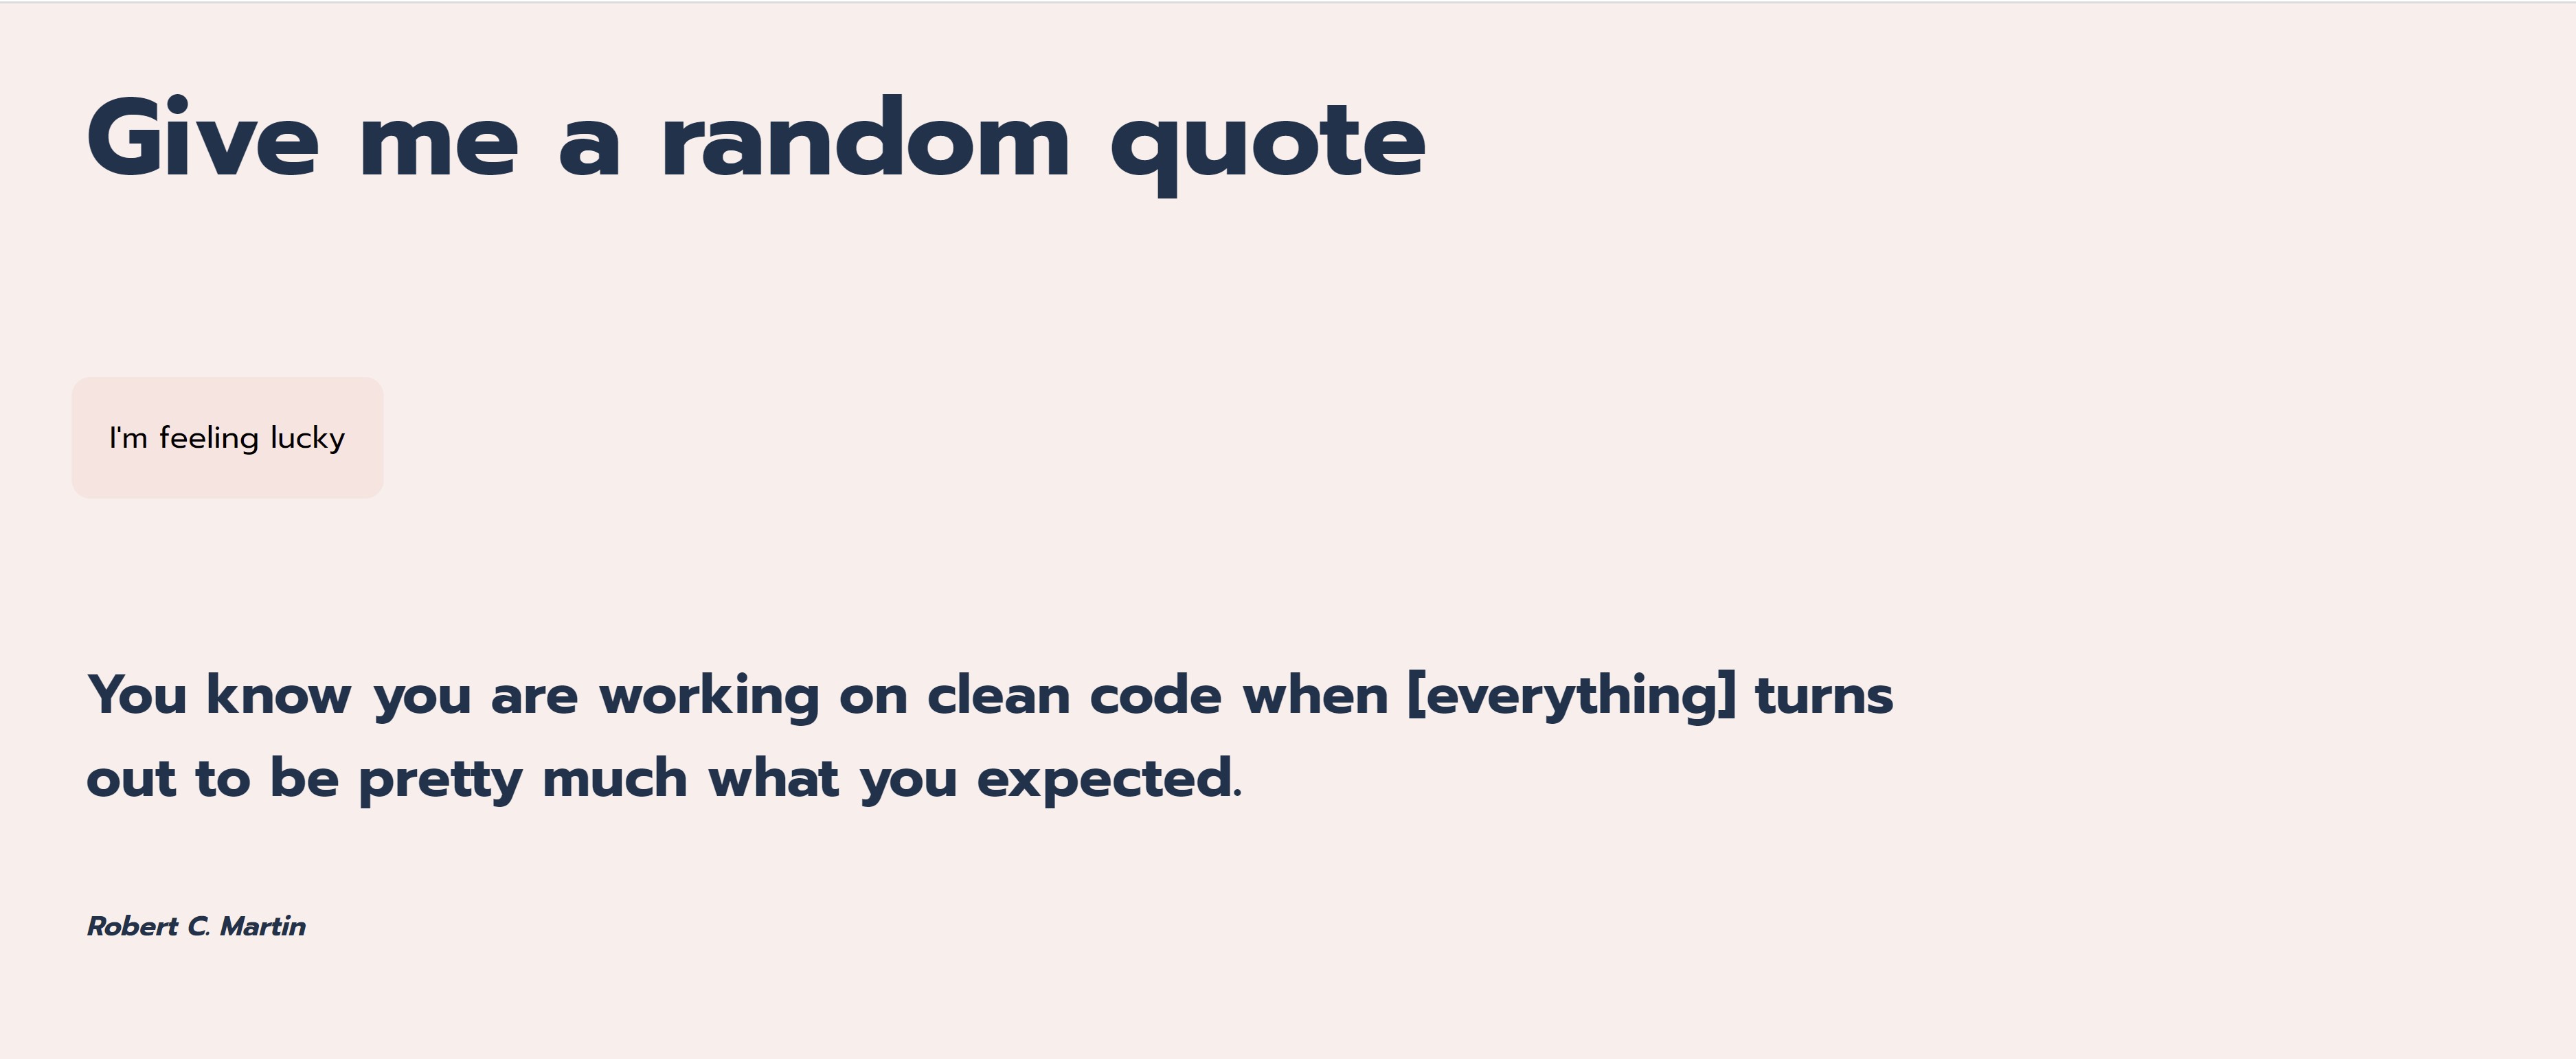 Give me a random quote
I'm feeling lucky
You know you are working on clean code when [everything] turns
out to be pretty much what you expected.
Robert C. Martin